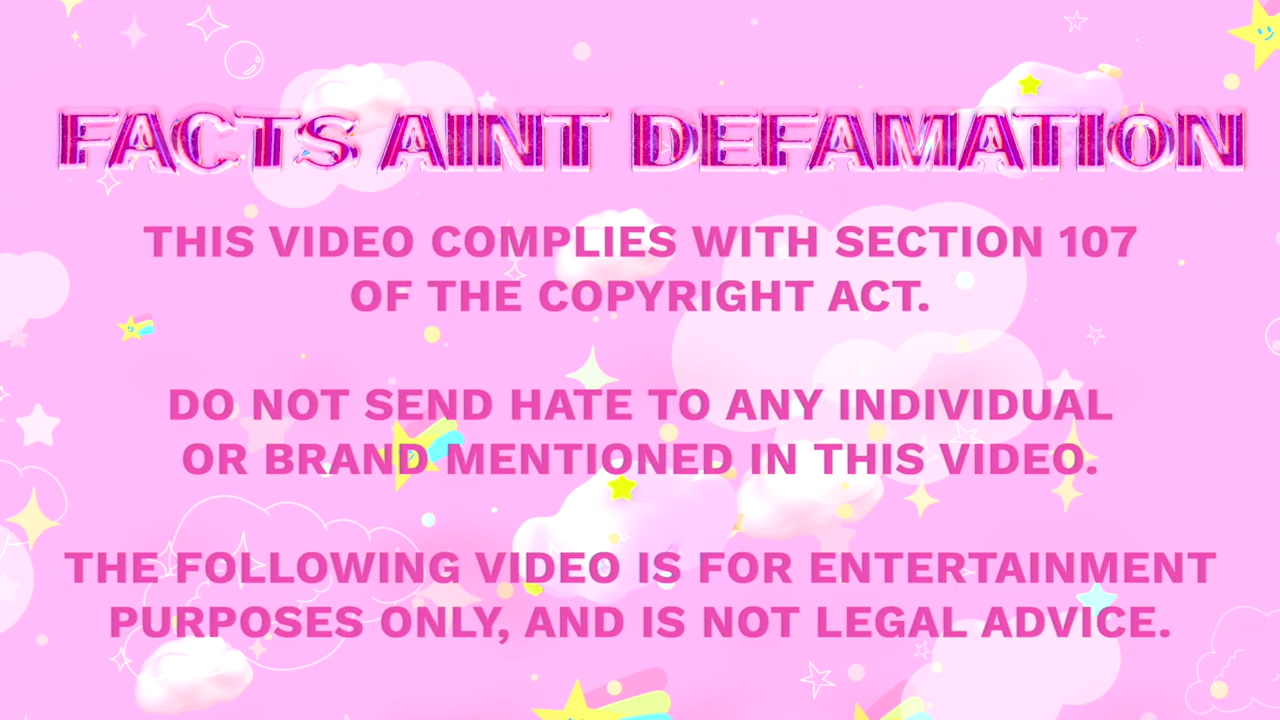 FACTS AINT DEFAMATION
THIS VIDEO COMPLIES WITH SECTION 107
OF THE COPYRIGHT ACT.
DO NOT SEND HATE TO ANY INDIVIDUAL
OR BRAND MENTIONED IN THIS VIDEO.
THE FOLLOWING VIDEO IS FOR ENTERTAINMENT
PURPOSES ONLY, AND IS NOT LEGAL ADVICE.